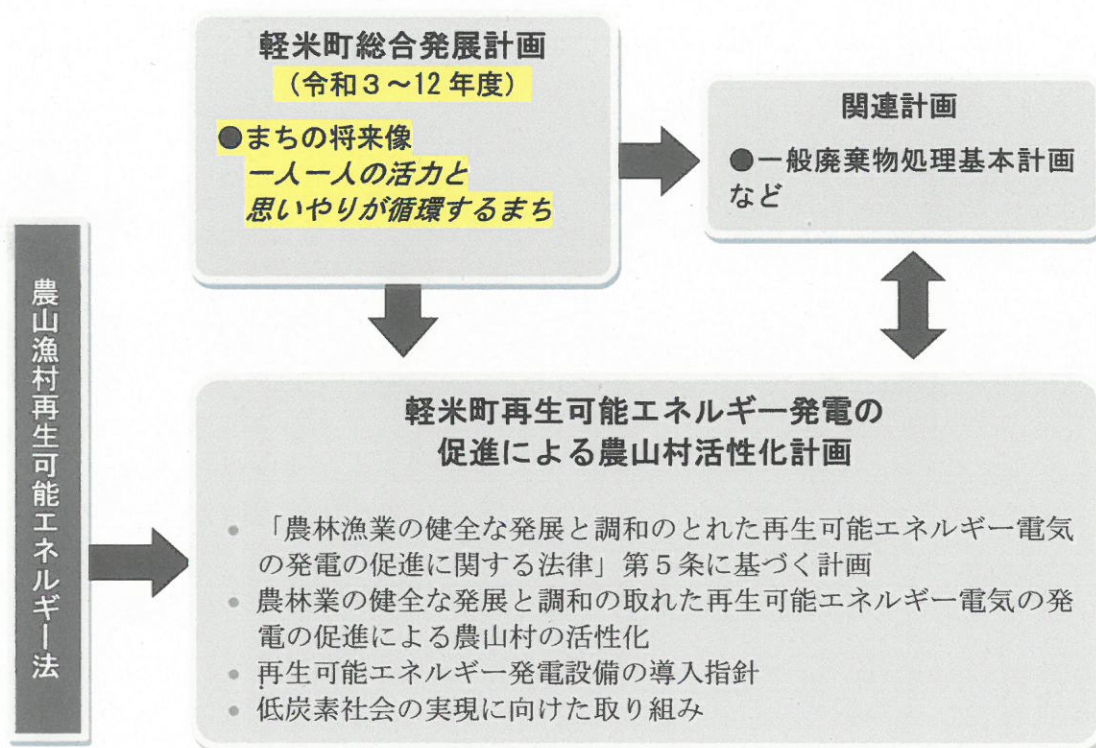 軽米町総合発展計画
（令和３～12年度）
●まちの将来像
一人一人の活力と
思いやりが循環するまち
関連計画
●一般廃棄物処理基本計画
など
農山漁村再生可能エネルギー法
軽米町再生可能エネルギー発電の
促進による農山村活性化計画
• 「農林漁業の健全な発展と調和のとれた再生可能エネルギー電気
の発電の促進に関する法律」第５条に基づく計画
• 農林業の健全な発展と調和の取れた再生可能エネルギー電気の発
電の促進による農山村の活性化
• 再生可能エネルギー発電設備の導入指針
• 低炭素社会の実現に向けた取り組み